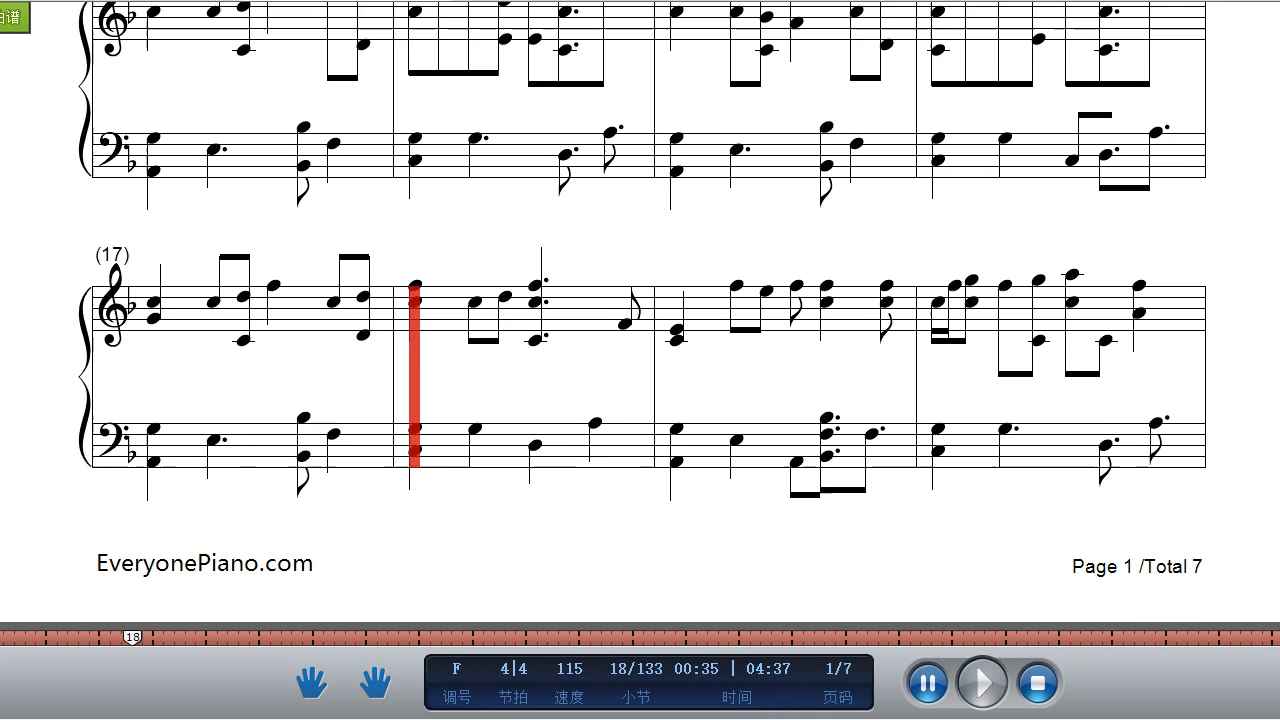 谱
(17)
EveryonePiano.com
Page 1 /Total 7
18
F 4|4 115 18/133 00:35 | 04:37 1/7
调号 节拍 速度 小节 时间 页码